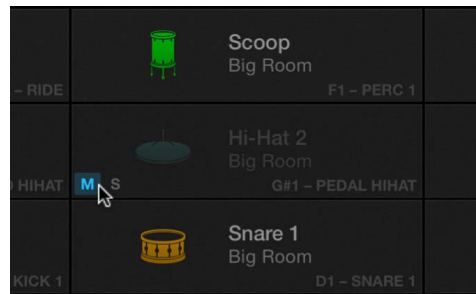 Scoop
Big Room
– RIDE
F1 – PERC 1
Hi-Hat 2
Big Room
HIHAT
M S
G#1 – PEDAL HIHAT
Snare 1
Big Room
KICK 1
D1 – SNARE 1